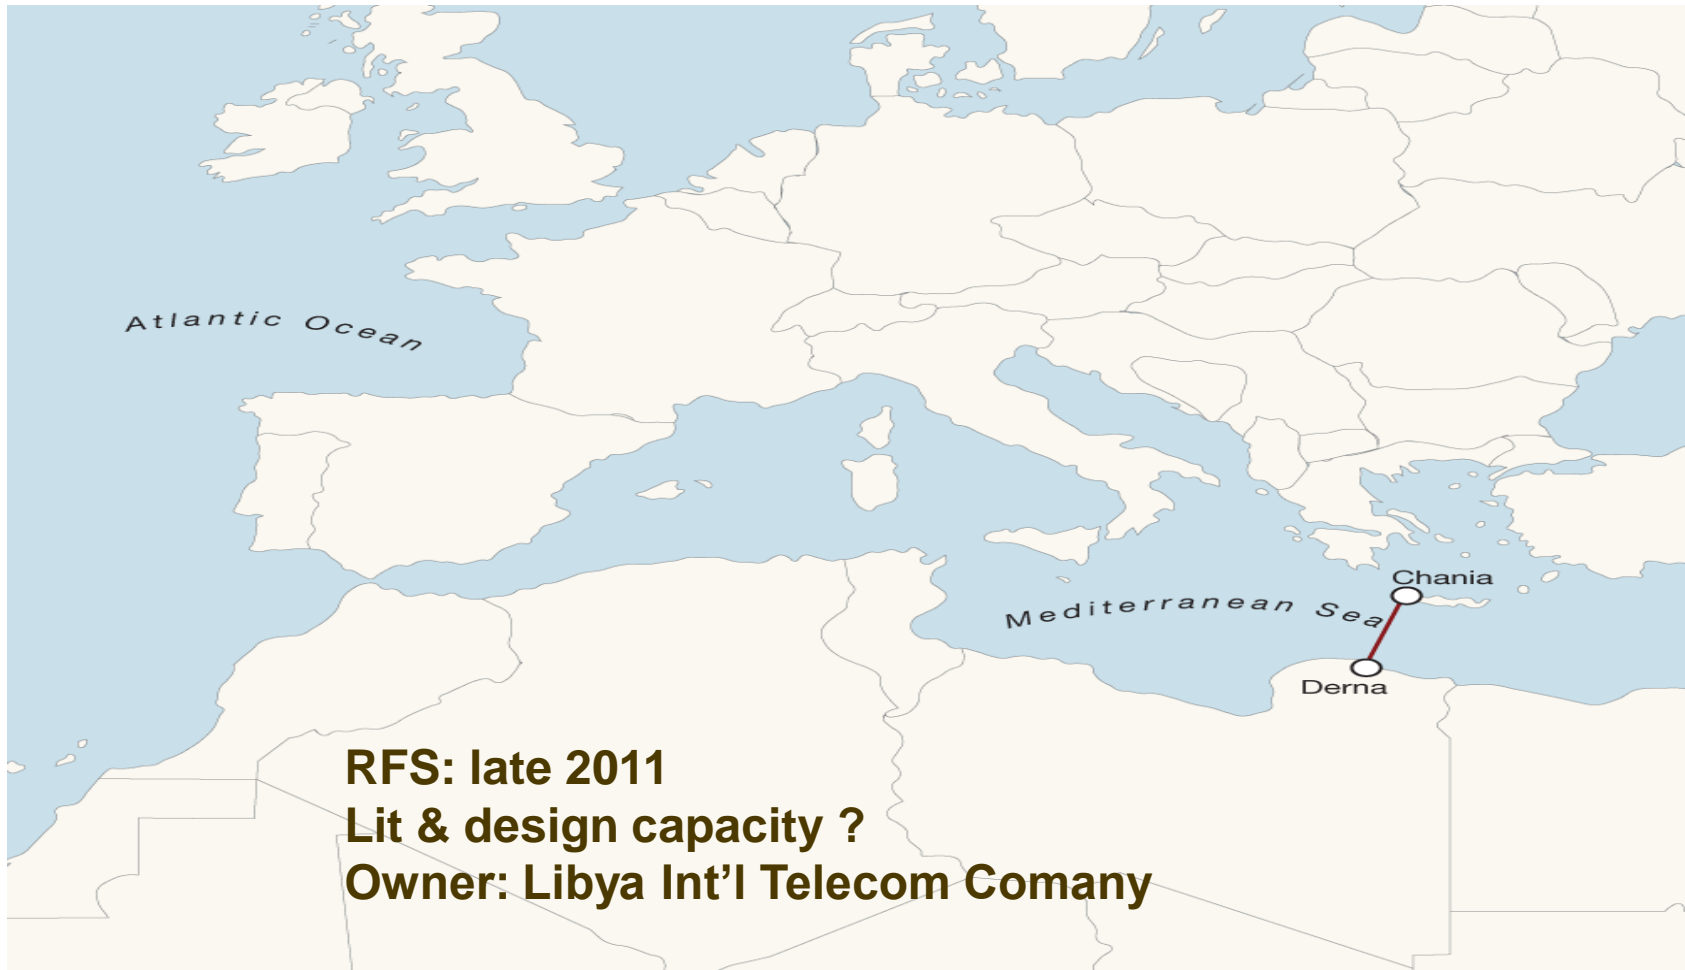 Atlantic Ocean
Chania
Mediterranean Sea
Derna
RFS: late 2011
Lit & design capacity ?
Owner: Libya Int’l Telecom Comany